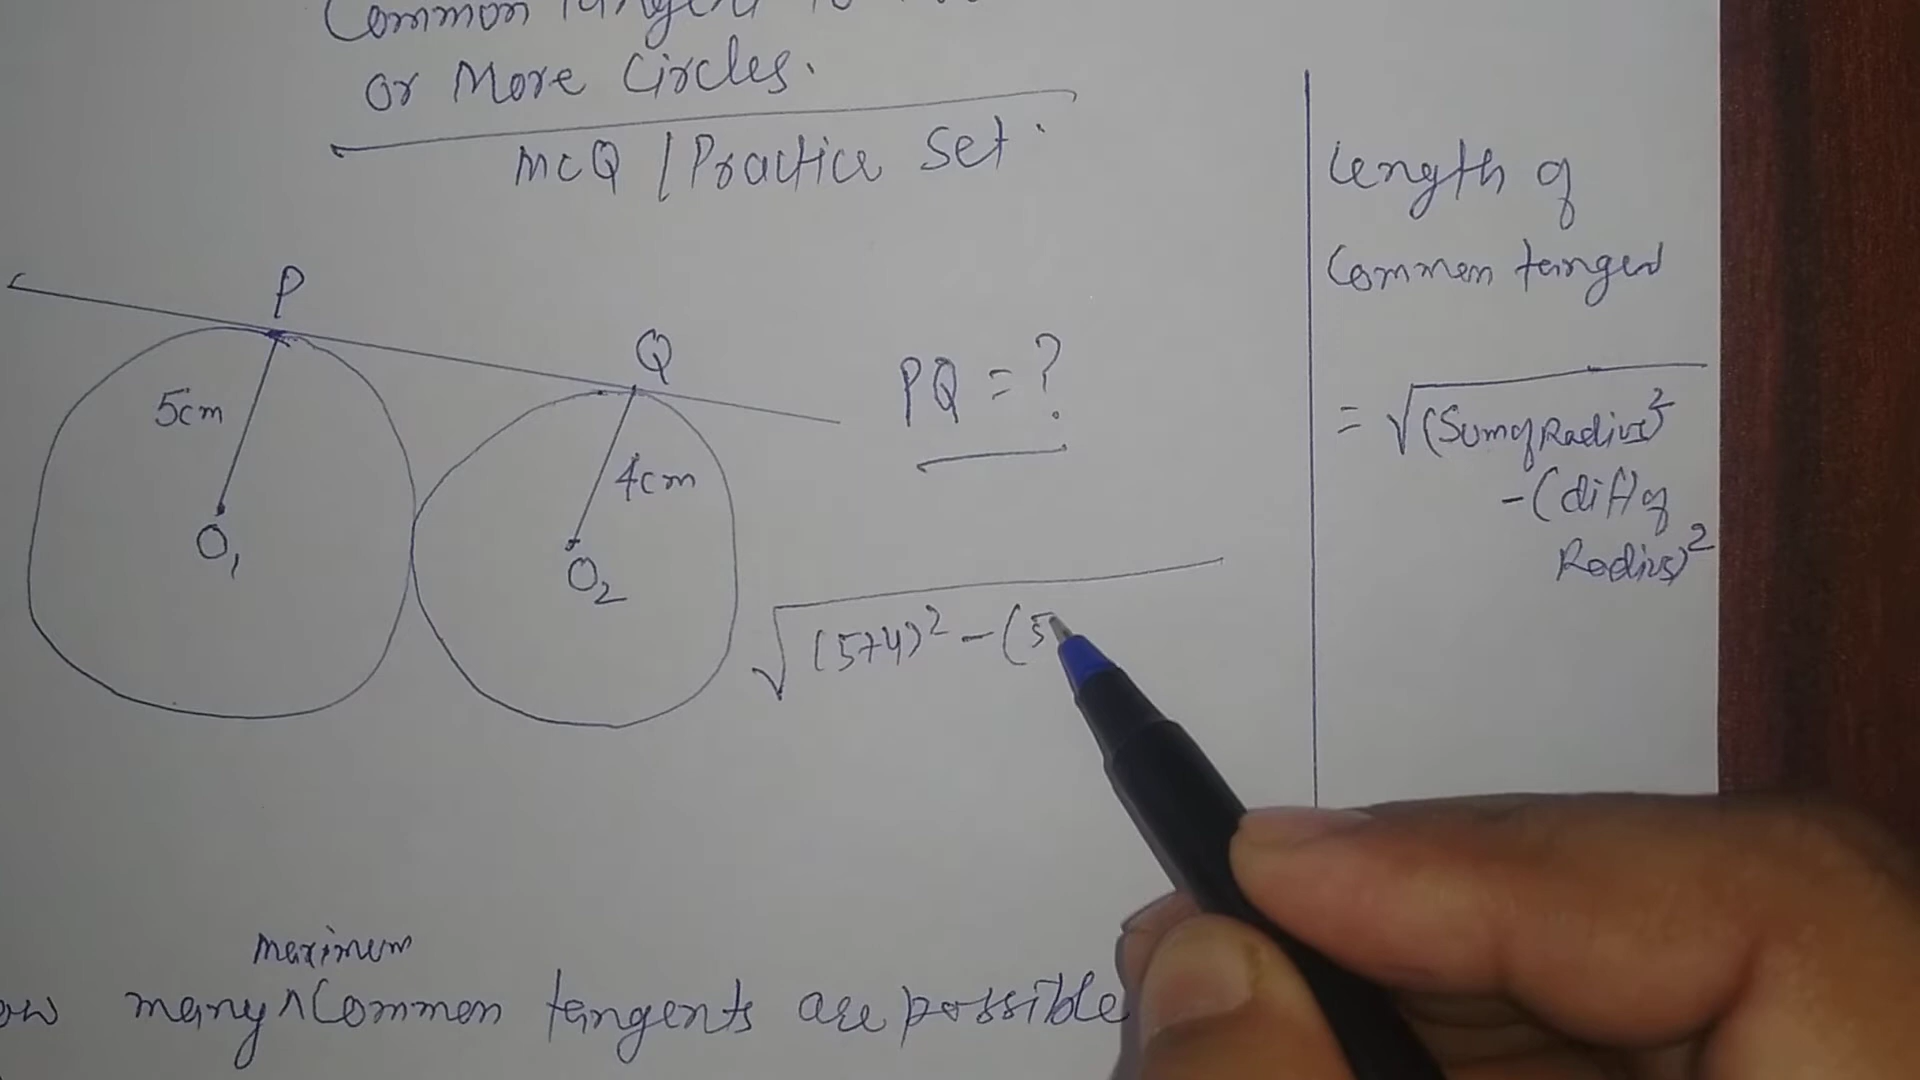 Common
or More Circles.
MCQ / Practice Set
P
Q
5cm
4cm
O1
O2
PQ = ?
√(5+4)² - (5
Length of
Common tangent
= √(Sum of Radius)²
- (diff of
Radius)²
maximum
many ^ Common tangents are possible